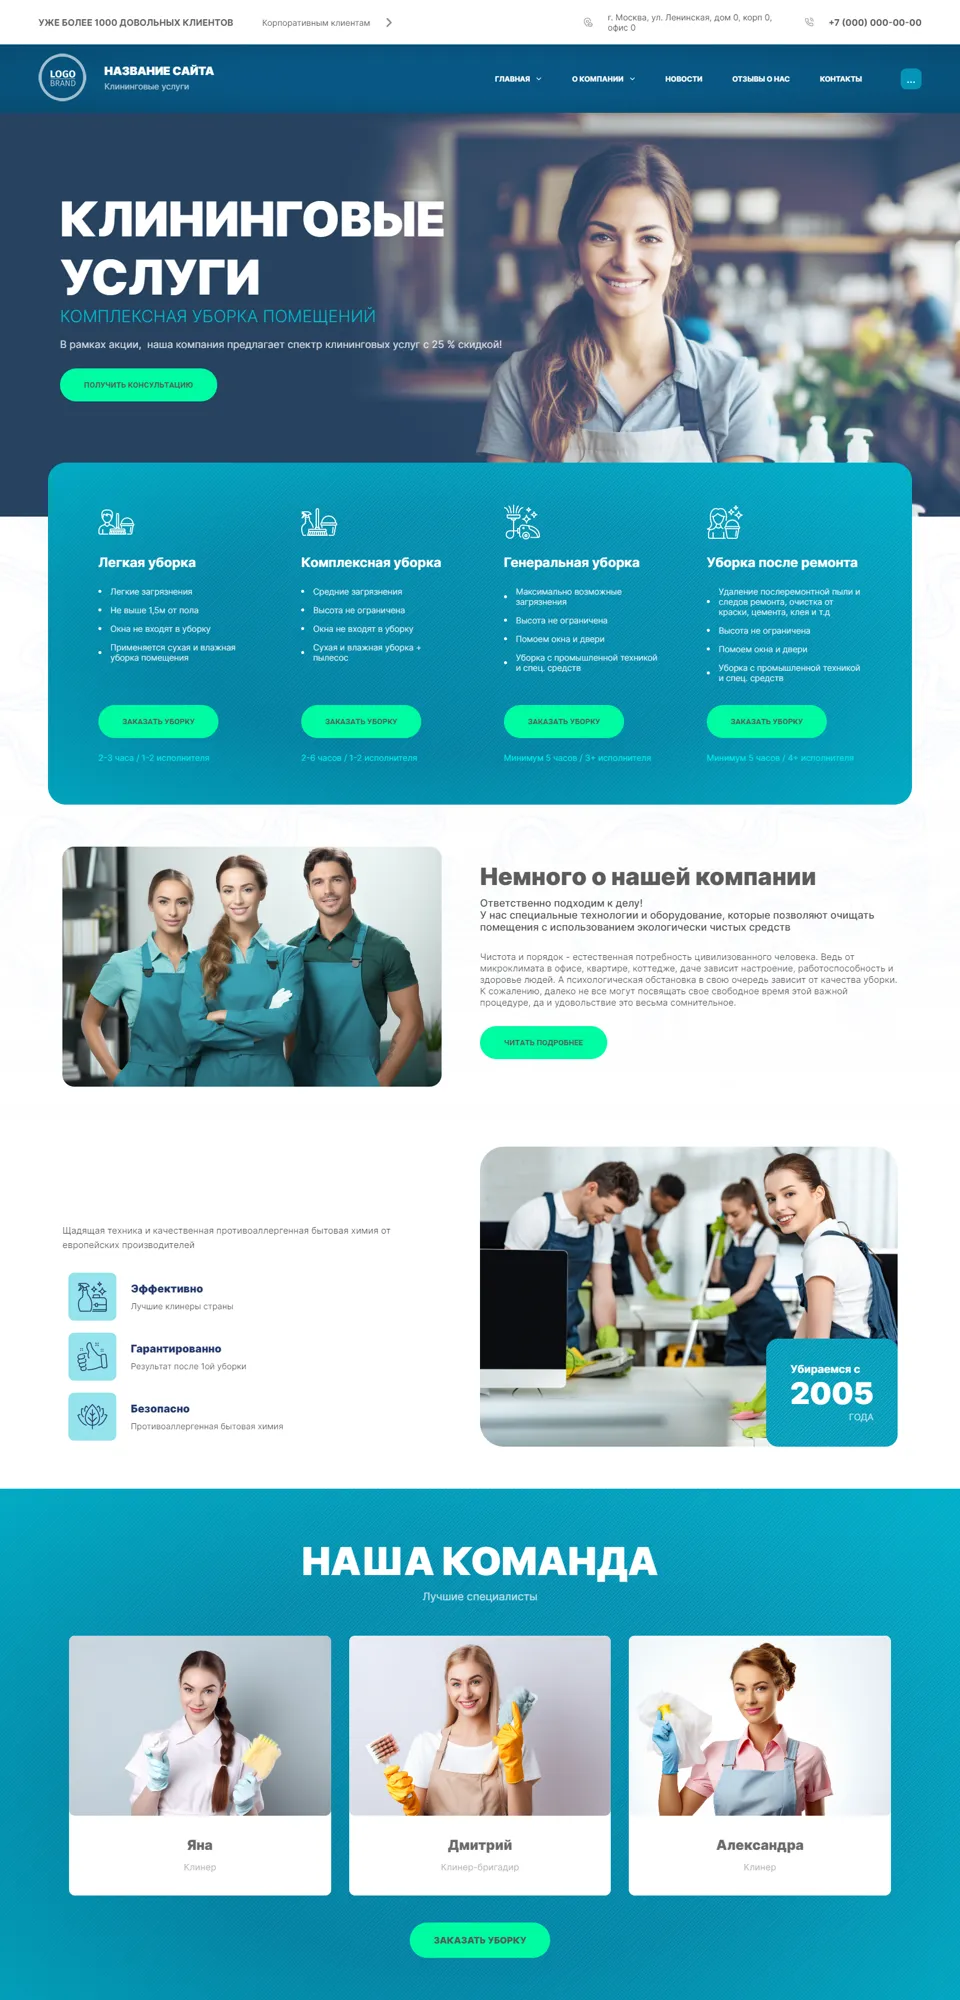 УЖЕ БОЛЕЕ 1000 ДОВОЛЬНЫХ КЛИЕНТОВ
Корпоративным клиентам
г. Москва, ул. Ленинская, дом 0, корп 0,
офис 0
+7 (000) 000-00-00
LOGO
BRAND
НАЗВАНИЕ САЙТА
Клининговые услуги
ГЛАВНАЯ
О КОМПАНИИ
НОВОСТИ
ОТЗЫВЫ О НАС
КОНТАКТЫ
...
КЛИНИНГОВЫЕ
УСЛУГИ
КОМПЛЕКСНАЯ УБОРКА ПОМЕЩЕНИЙ
В рамках акции, наша компания предлагает спектр клининговых услуг с 25 % скидкой!
ПОЛУЧИТЬ КОНСУЛЬТАЦИЮ
Легкая уборка
• Легкие загрязнения
• Не выше 1,5м от пола
• Окна не входят в уборку
• Применяется сухая и влажная
уборка помещения
ЗАКАЗАТЬ УБОРКУ
2-3 часа / 1-2 исполнителя
Комплексная уборка
• Средние загрязнения
• Высота не ограничена
• Окна не входят в уборку
• Сухая и влажная уборка +
пылесос
ЗАКАЗАТЬ УБОРКУ
2-6 часов / 1-2 исполнителя
Генеральная уборка
• Максимально возможные
загрязнения
• Высота не ограничена
• Помоем окна и двери
• Уборка с промышленной техникой
и спец. средств
ЗАКАЗАТЬ УБОРКУ
Минимум 5 часов / 3+ исполнителя
Уборка после ремонта
• Удаление послеремонтной пыли и
следов ремонта, очистка от
краски, цемента, клея и т.д
• Высота не ограничена
• Помоем окна и двери
• Уборка с промышленной техникой
и спец. средств
ЗАКАЗАТЬ УБОРКУ
Минимум 5 часов / 4+ исполнителя
Немного о нашей компании
Ответственно подходим к делу!
У нас специальные технологии и оборудование, которые позволяют очищать
помещения с использованием экологически чистых средств
Чистота и порядок - естественная потребность цивилизованного человека. Ведь от
микроклимата в офисе, квартире, коттедже, даче зависит настроение, работоспособность и
здоровье людей. А психологическая обстановка в свою очередь зависит от качества уборки.
К сожалению, далеко не все могут посвящать свое свободное время этой важной
процедуре, да и удовольствие это весьма сомнительное.
ЧИТАТЬ ПОДРОБНЕЕ
Щадящая техника и качественная противоаллергенная бытовая химия от
европейских производителей
Эффективно
Лучшие клинеры страны
Гарантированно
Результат после 1ой уборки
Безопасно
Противоаллергенная бытовая химия
Убираемся с
2005
ГОДА
НАША КОМАНДА
Лучшие специалисты
Яна
Клинер
Дмитрий
Клинер-бригадир
Александра
Клинер
ЗАКАЗАТЬ УБОРКУ